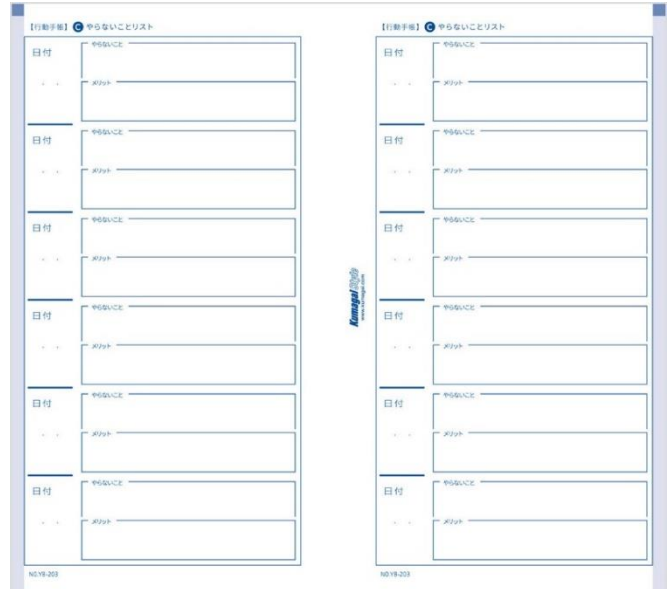 【行動手帳】 C やらないことリスト
日付
やらないこと
. .
メリット
日付
やらないこと
. .
メリット
日付
やらないこと
. .
メリット
日付
やらないこと
. .
メリット
日付
やらないこと
. .
メリット
日付
やらないこと
. .
メリット
NO.YB-203
Kumagai Style
www.kumagai.com
【行動手帳】 C やらないことリスト
日付
やらないこと
. .
メリット
日付
やらないこと
. .
メリット
日付
やらないこと
. .
メリット
日付
やらないこと
. .
メリット
日付
やらないこと
. .
メリット
日付
やらないこと
. .
メリット
NO.YB-203